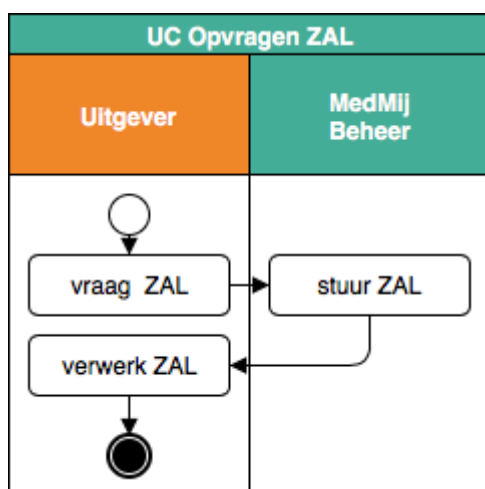 UC Opvragen ZAL
Uitgever
MedMij
Beheer
vraag ZAL
stuur ZAL
verwerk ZAL